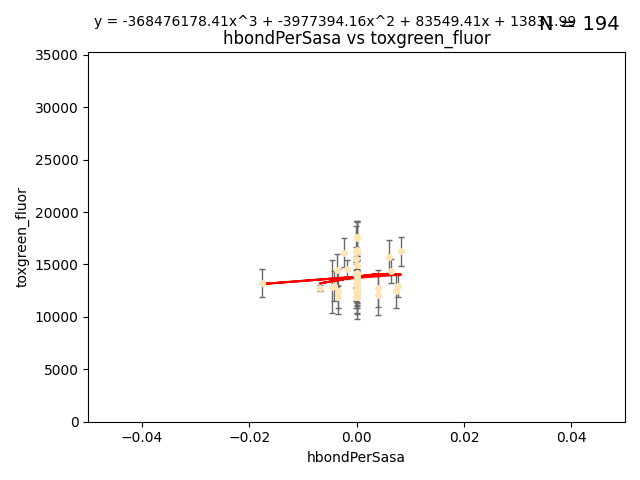 y = -368476178.41x^3 + -3977394.16x^2 + 83549.41x + 13831.99
N = 194
hbondPerSasa vs toxgreen_fluor
35000
30000
25000
20000
15000
10000
5000
0
toxgreen_fluor
−0.04
−0.02
0.00
0.02
0.04
hbondPerSasa